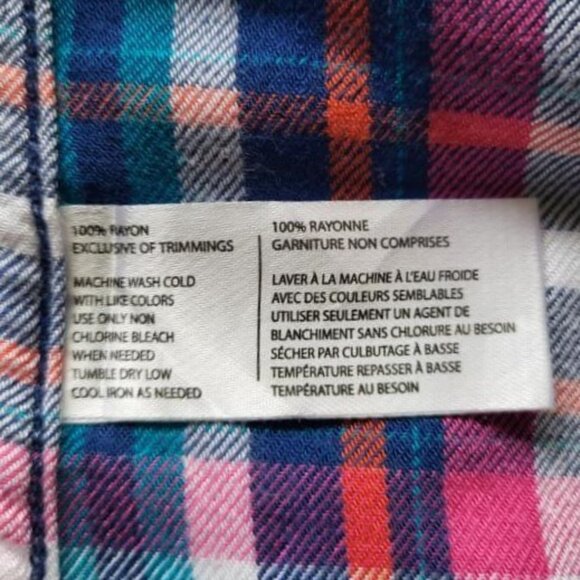 100% RAYON
EXCLUSIVE OF TRIMMINGS
MACHINE WASH COLD
WITH LIKE COLORS
USE ONLY NON
CHLORINE BLEACH
WHEN NEEDED
TUMBLE DRY LOW
COOL IRON AS NEEDED
100% RAYONNE
GARNITURE NON COMPRISES
LAVER À LA MACHINE À L'EAU FROIDE
AVEC DES COULEURS SEMBLABLES
UTILISER SEULEMENT UN AGENT DE
BLANCHIMENT SANS CHLORURE AU BESOIN
SÉCHER PAR CULBUTAGE À BASSE
TEMPÉRATURE REPASSER À BASSE
TEMPÉRATURE AU BESOIN